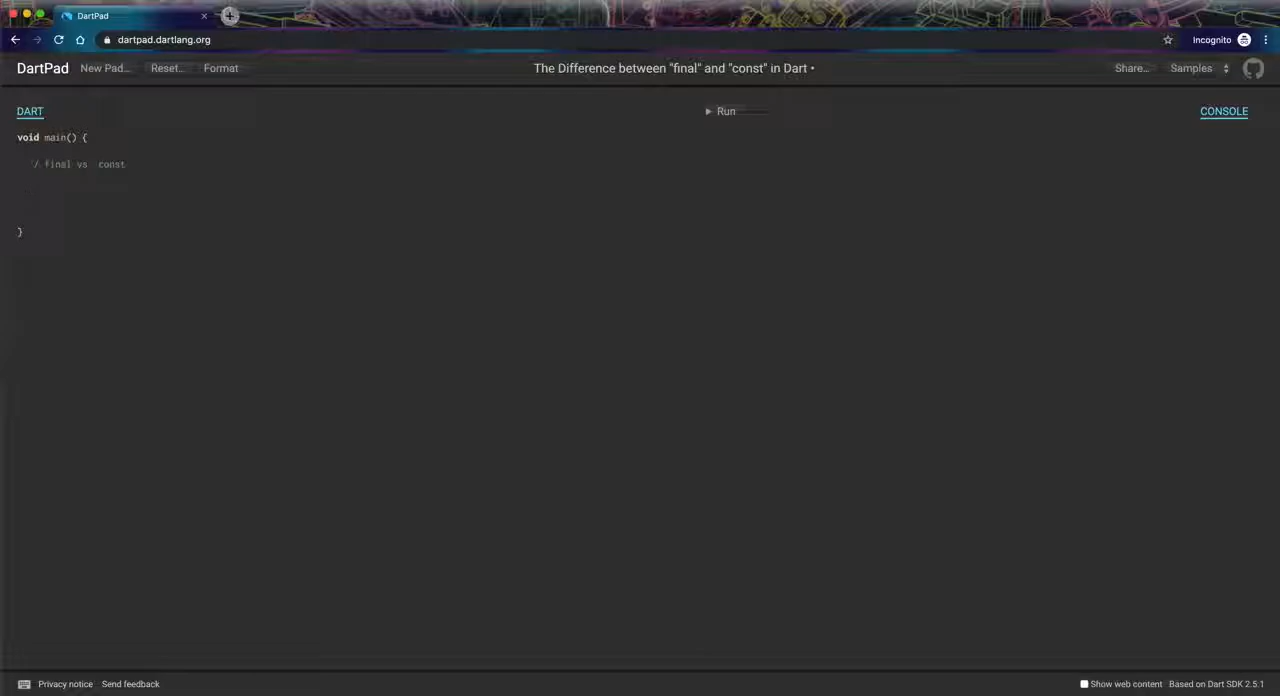 DartPad
dartpad.dartlang.org
Incognito
DartPad New Pad... Reset... Format The Difference between "final" and "const" in Dart • Share... Samples
DART Run CONSOLE
void main() {
/ final vs const
}
Privacy notice Send feedback Show web content Based on Dart SDK 2.5.1